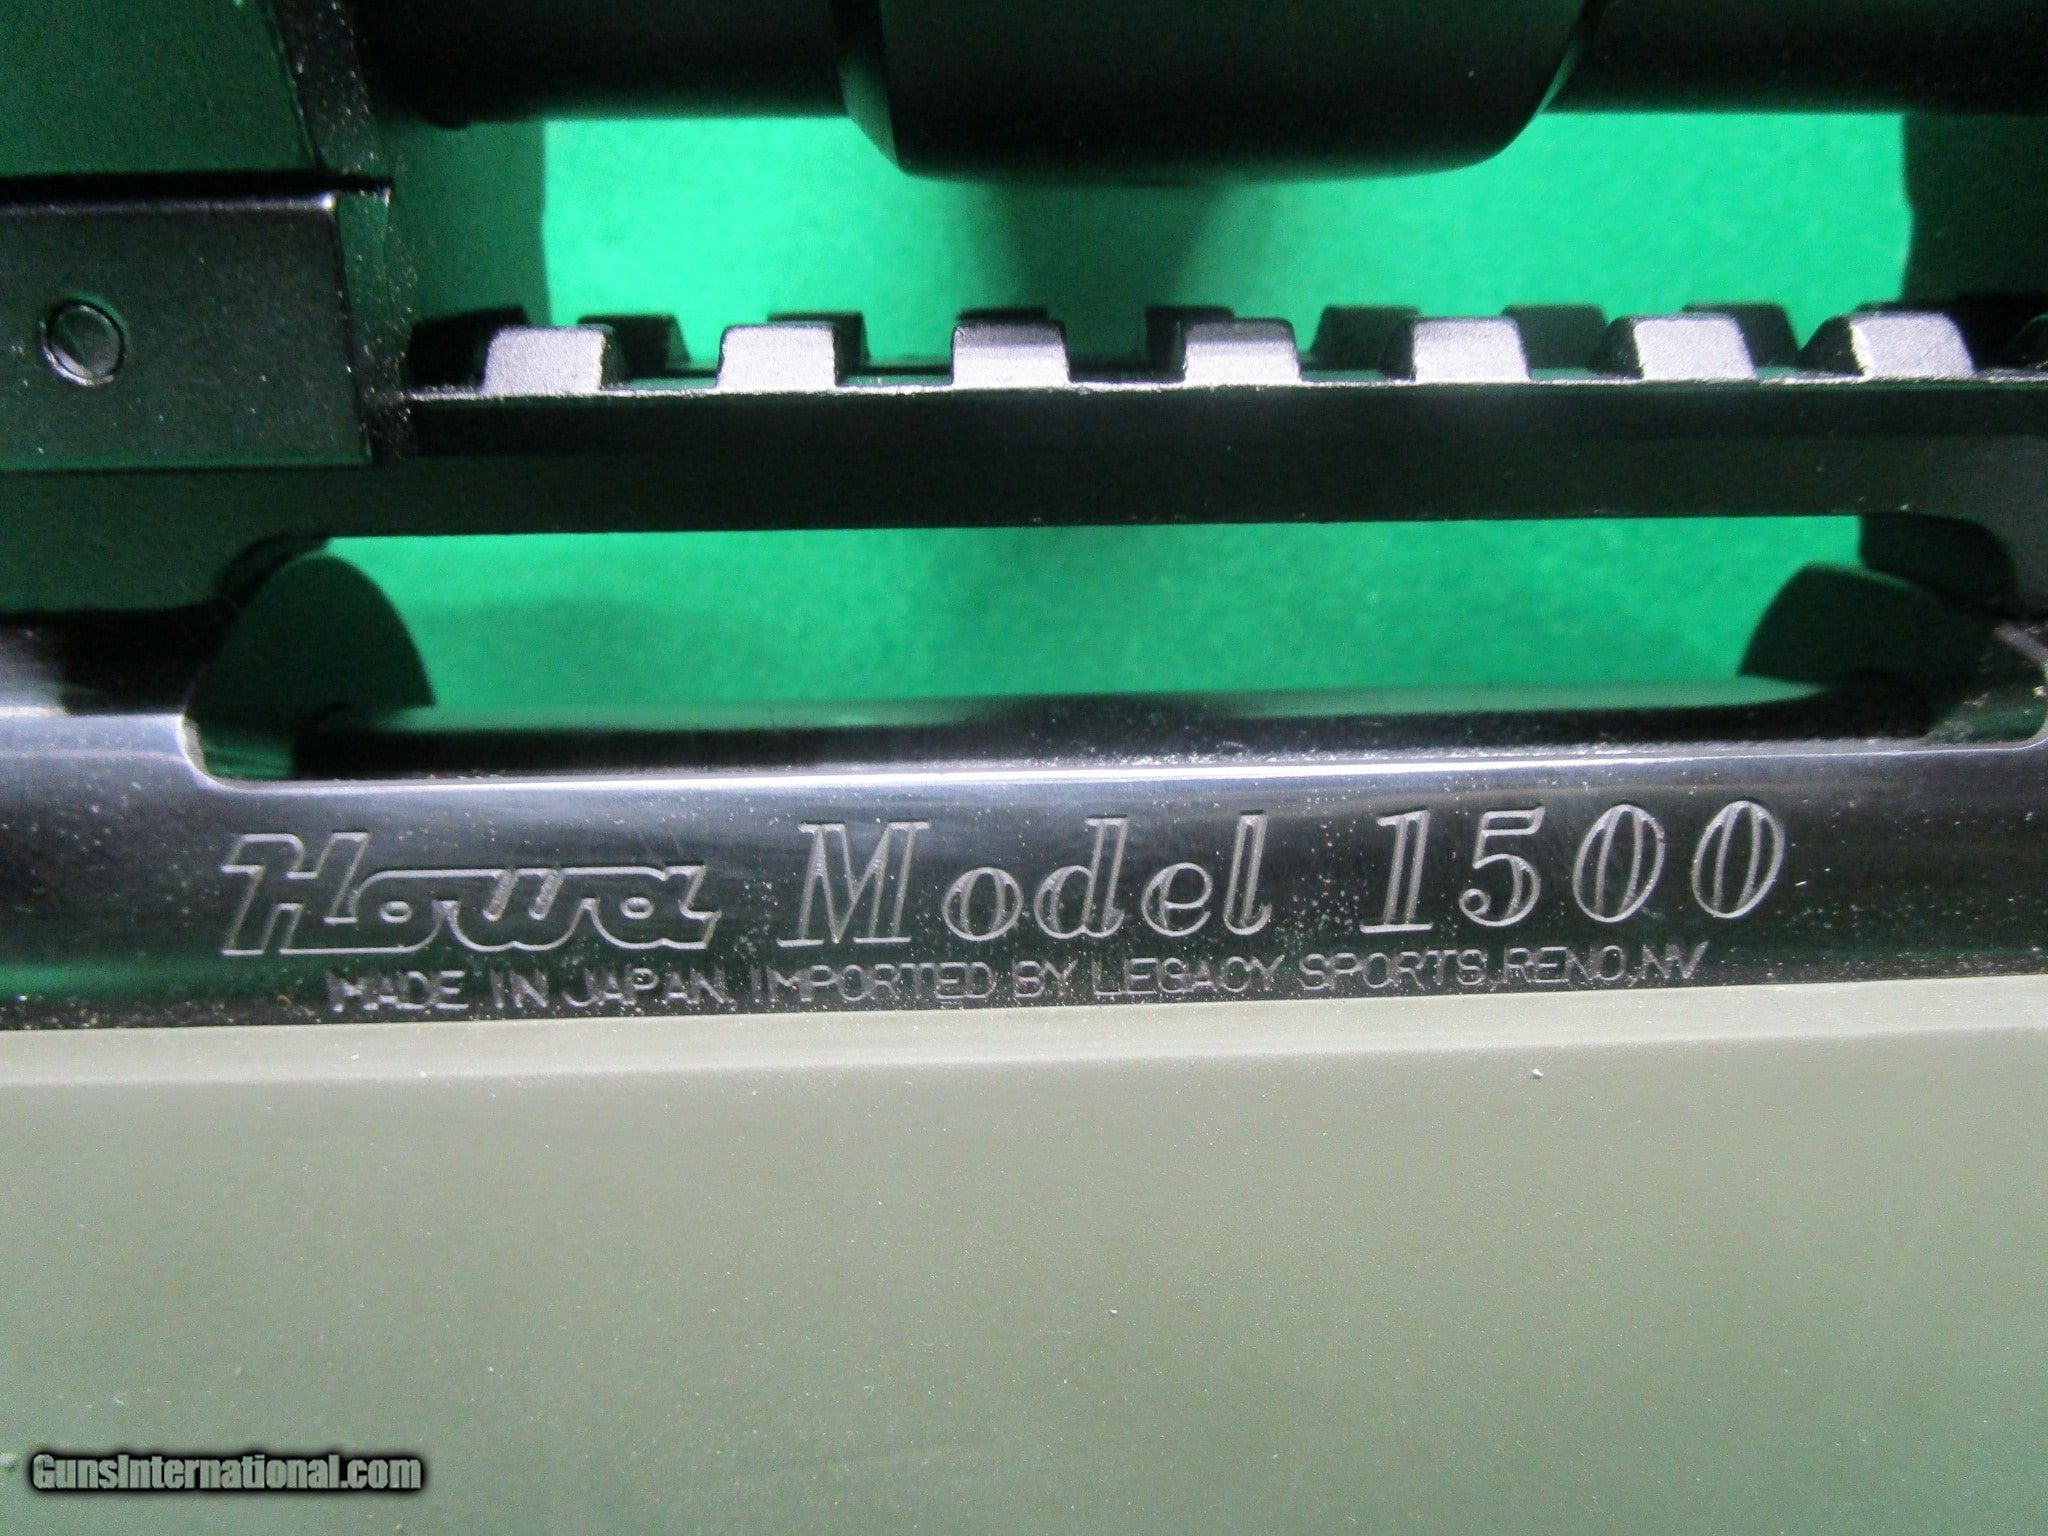 Howa Model 1500
MADE IN JAPAN, IMPORTED BY LEGACY SPORTS,RENO,NV
GunsInternational.com